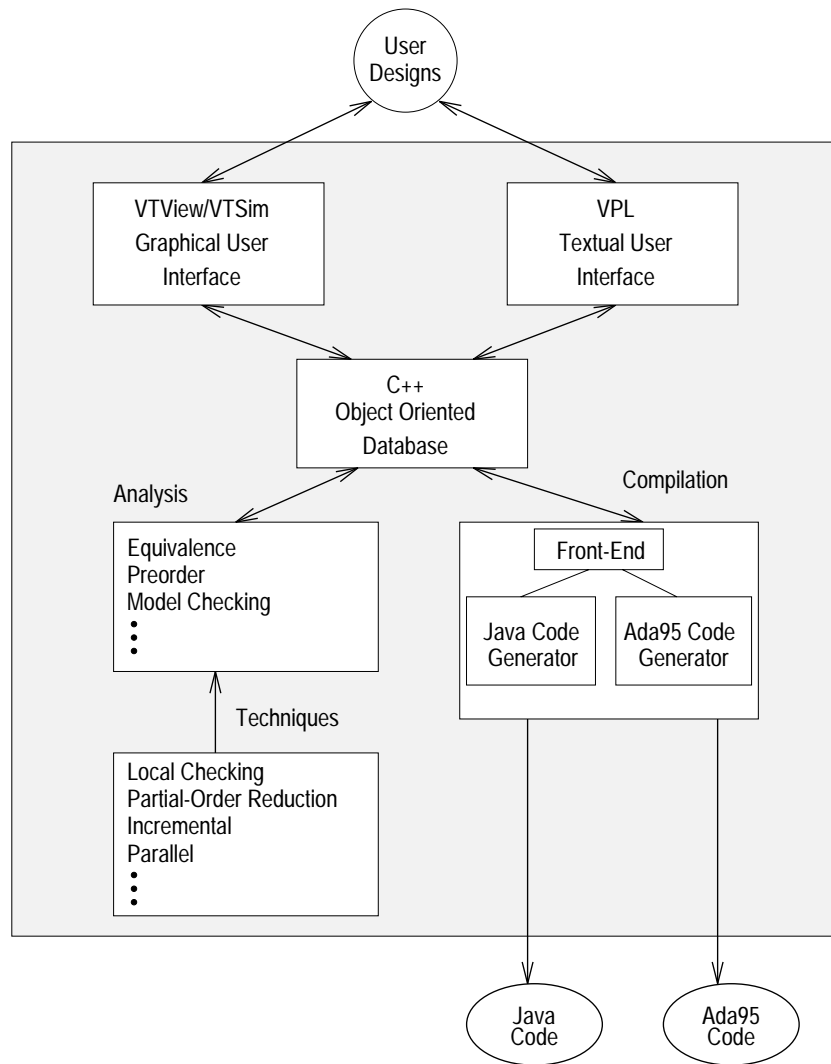 User
Designs
VTView/VTSim
Graphical User
Interface
VPL
Textual User
Interface
C++
Object Oriented
Database
Analysis
Compilation
Equivalence
Preorder
Model Checking
Front-End
Java Code
Generator
Ada95 Code
Generator
Techniques
Local Checking
Partial-Order Reduction
Incremental
Parallel
Java
Code
Ada95
Code